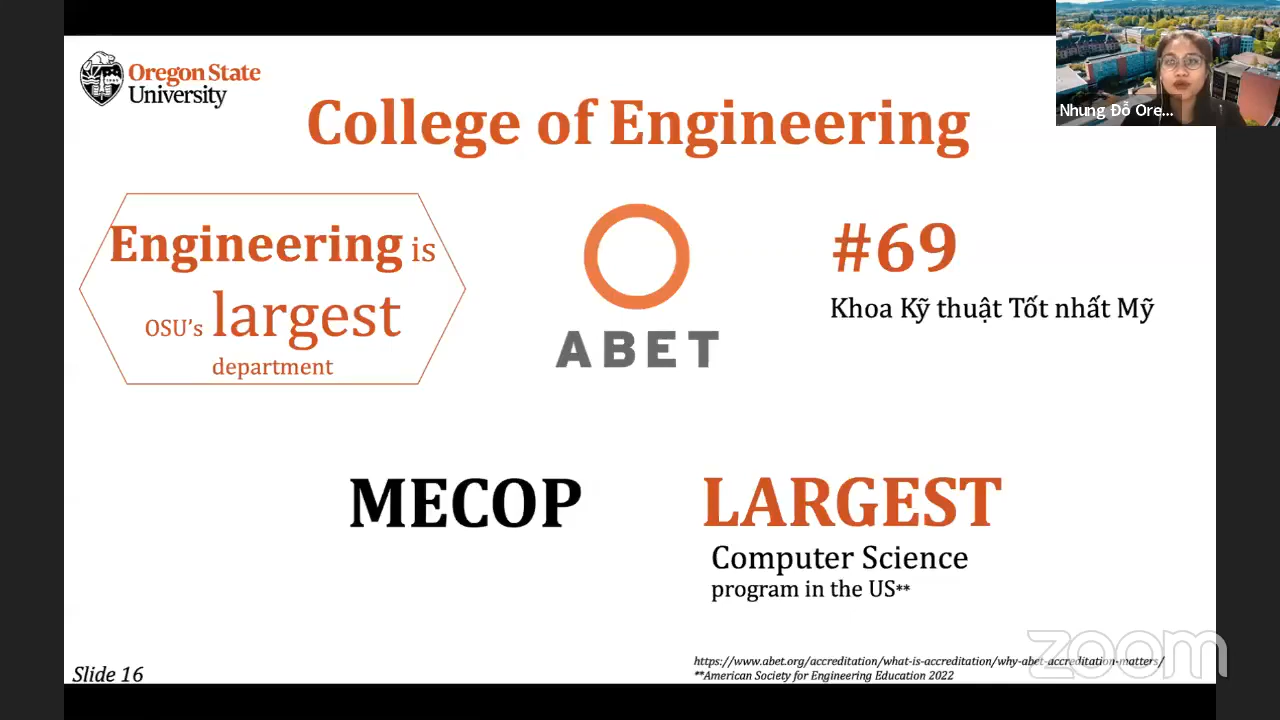 Oregon State
University
College of Engineering
Nhung Đỗ Ore...
Engineering is
OSU's largest
department
ABET
#69
Khoa Kỹ thuật Tốt nhất Mỹ
MECOP
LARGEST
Computer Science
program in the US**
https://www.abet.org/accreditation/what-is-accreditation/why-abet-accreditation-matters/
**American Society for Engineering Education 2022
Slide 16
zoom